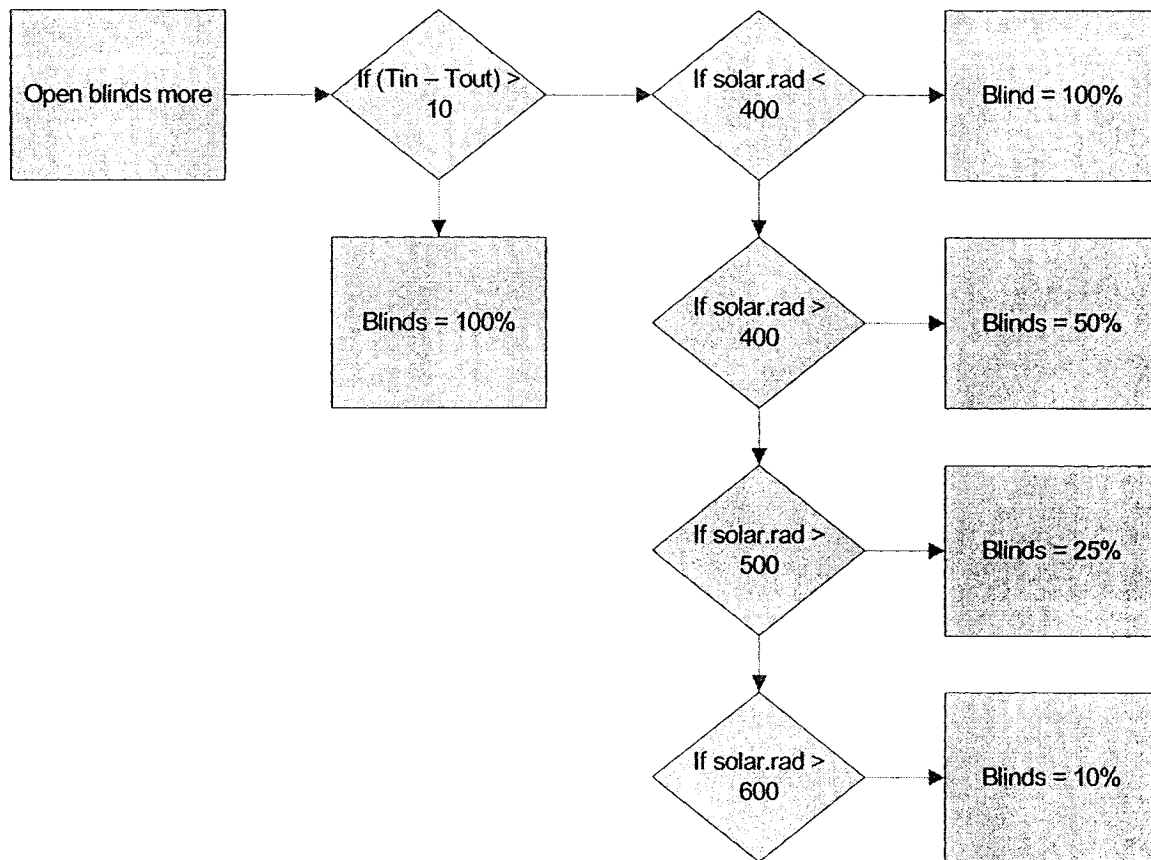 Open blinds more
If (Tin – Tout) >
10
If solar.rad <
400
Blind = 100%
Blinds = 100%
If solar.rad >
400
Blinds = 50%
If solar.rad >
500
Blinds = 25%
If solar.rad >
600
Blinds = 10%